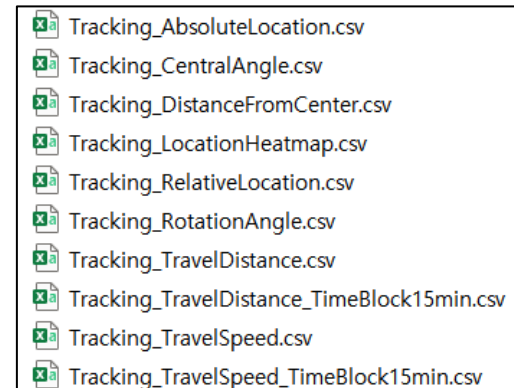 Tracking_AbsoluteLocation.csv
Tracking_CentralAngle.csv
Tracking_DistanceFromCenter.csv
Tracking_LocationHeatmap.csv
Tracking_RelativeLocation.csv
Tracking_RotationAngle.csv
Tracking_TravelDistance.csv
Tracking_TravelDistance_TimeBlock15min.csv
Tracking_TravelSpeed.csv
Tracking_TravelSpeed_TimeBlock15min.csv